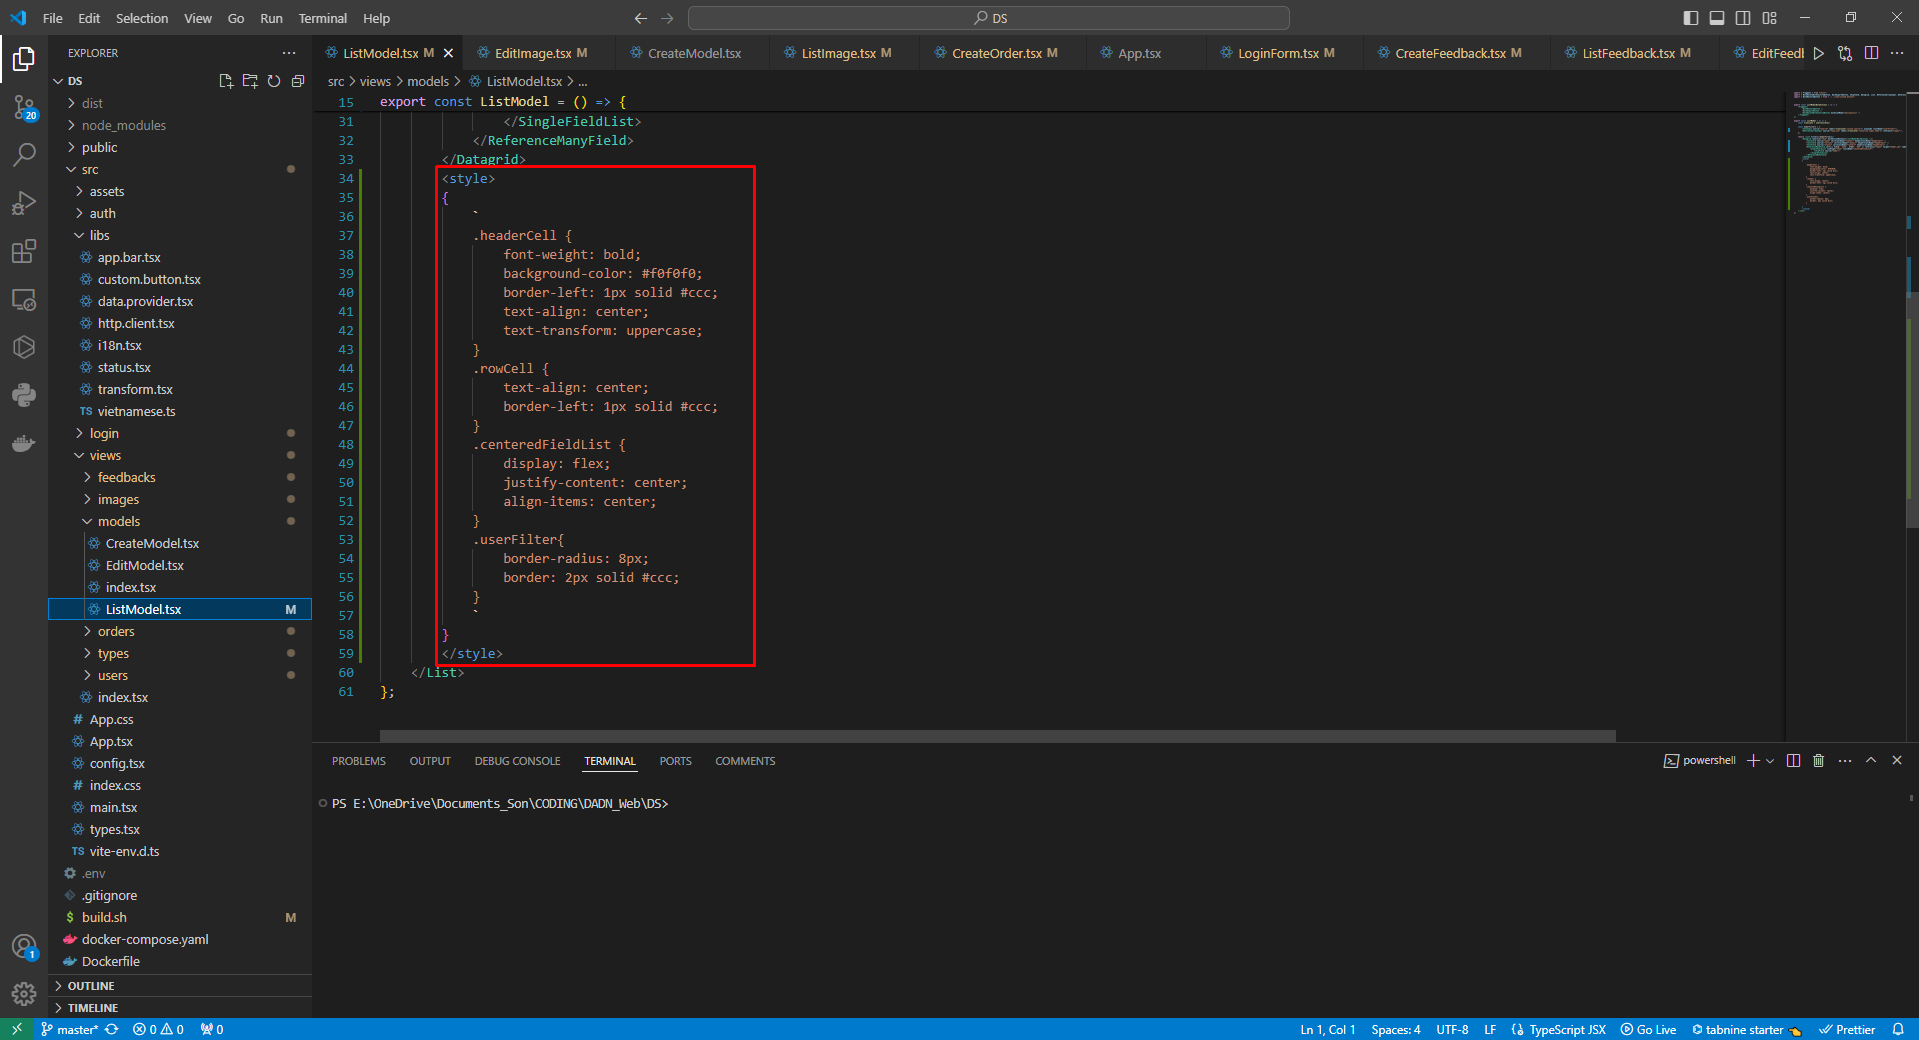 File Edit Selection View Go Run Terminal Help
DS
EXPLORER
DS
dist
node_modules
public
src
assets
auth
libs
app.bar.tsx
custom.button.tsx
data.provider.tsx
http.client.tsx
i18n.tsx
status.tsx
transform.tsx
TS vietnamese.ts
login
views
feedbacks
images
models
CreateModel.tsx
EditModel.tsx
index.tsx
ListModel.tsx M
orders
types
users
index.tsx
# App.css
App.tsx
config.tsx
# index.css
main.tsx
types.tsx
TS vite-env.d.ts
.env
.gitignore
$ build.sh M
docker-compose.yaml
Dockerfile
OUTLINE
TIMELINE
20
1
ListModel.tsx M EditImage.tsx M CreateModel.tsx ListImage.tsx M CreateOrder.tsx M App.tsx LoginForm.tsx M CreateFeedback.tsx M ListFeedback.tsx M EditFeedb
src > views > models > ListModel.tsx > ...
15 export const ListModel = () => {
31 </SingleFieldList>
32 </ReferenceManyField>
33 </Datagrid>
34 <style>
35 {
36 `
37 .headerCell {
38 font-weight: bold;
39 background-color: #f0f0f0;
40 border-left: 1px solid #ccc;
41 text-align: center;
42 text-transform: uppercase;
43 }
44 .rowCell {
45 text-align: center;
46 border-left: 1px solid #ccc;
47 }
48 .centeredFieldList {
49 display: flex;
50 justify-content: center;
51 align-items: center;
52 }
53 .userFilter{
54 border-radius: 8px;
55 border: 2px solid #ccc;
56 }
57 `
58 }
59 </style>
60 </List>
61 };
PROBLEMS OUTPUT DEBUG CONSOLE TERMINAL PORTS COMMENTS
powershell
PS E:\OneDrive\Documents_Son\CODING\DADN_Web\DS>
master* 0 0 0
Ln 1, Col 1 Spaces: 4 UTF-8 LF TypeScript JSX Go Live tabnine starter Prettier